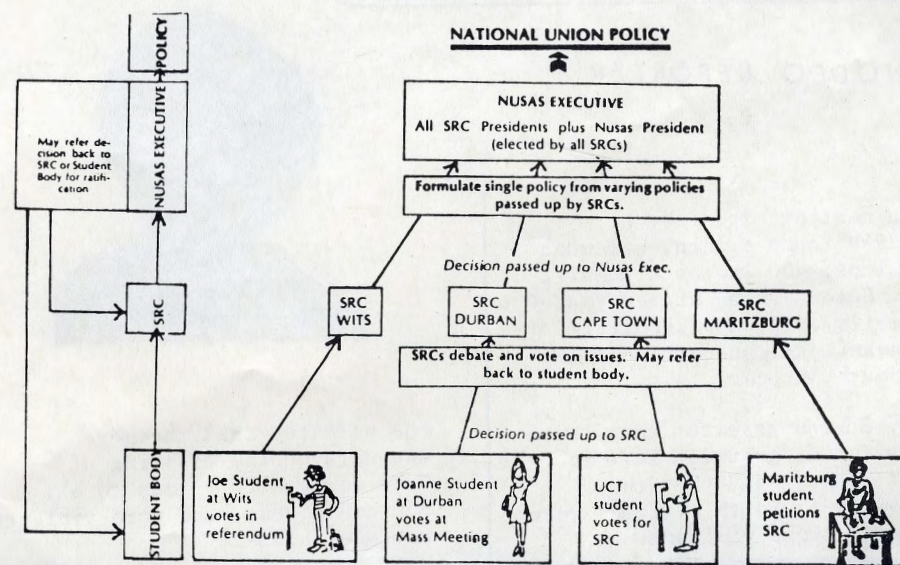 POLICY
NUSAS EXECUTIVE
May refer de-
cision back to
SRC or Student
Body for ratifi-
cation
SRC
STUDENT BODY
NATIONAL UNION POLICY
NUSAS EXECUTIVE
All SRC Presidents plus Nusas President
(elected by all SRCs)
Formulate single policy from varying policies
passed up by SRCs.
Decision passed up to Nusas Exec.
SRC
WITS
SRC
DURBAN
SRC
CAPE TOWN
SRC
MARITZBURG
SRCs debate and vote on issues. May refer
back to student body.
Decision passed up to SRC
Joe Student
at Wits
votes in
referendum
Joanne Student
at Durban
votes at
Mass Meeting
UCT
student
votes for
SRC
Maritzburg
student
petitions
SRC